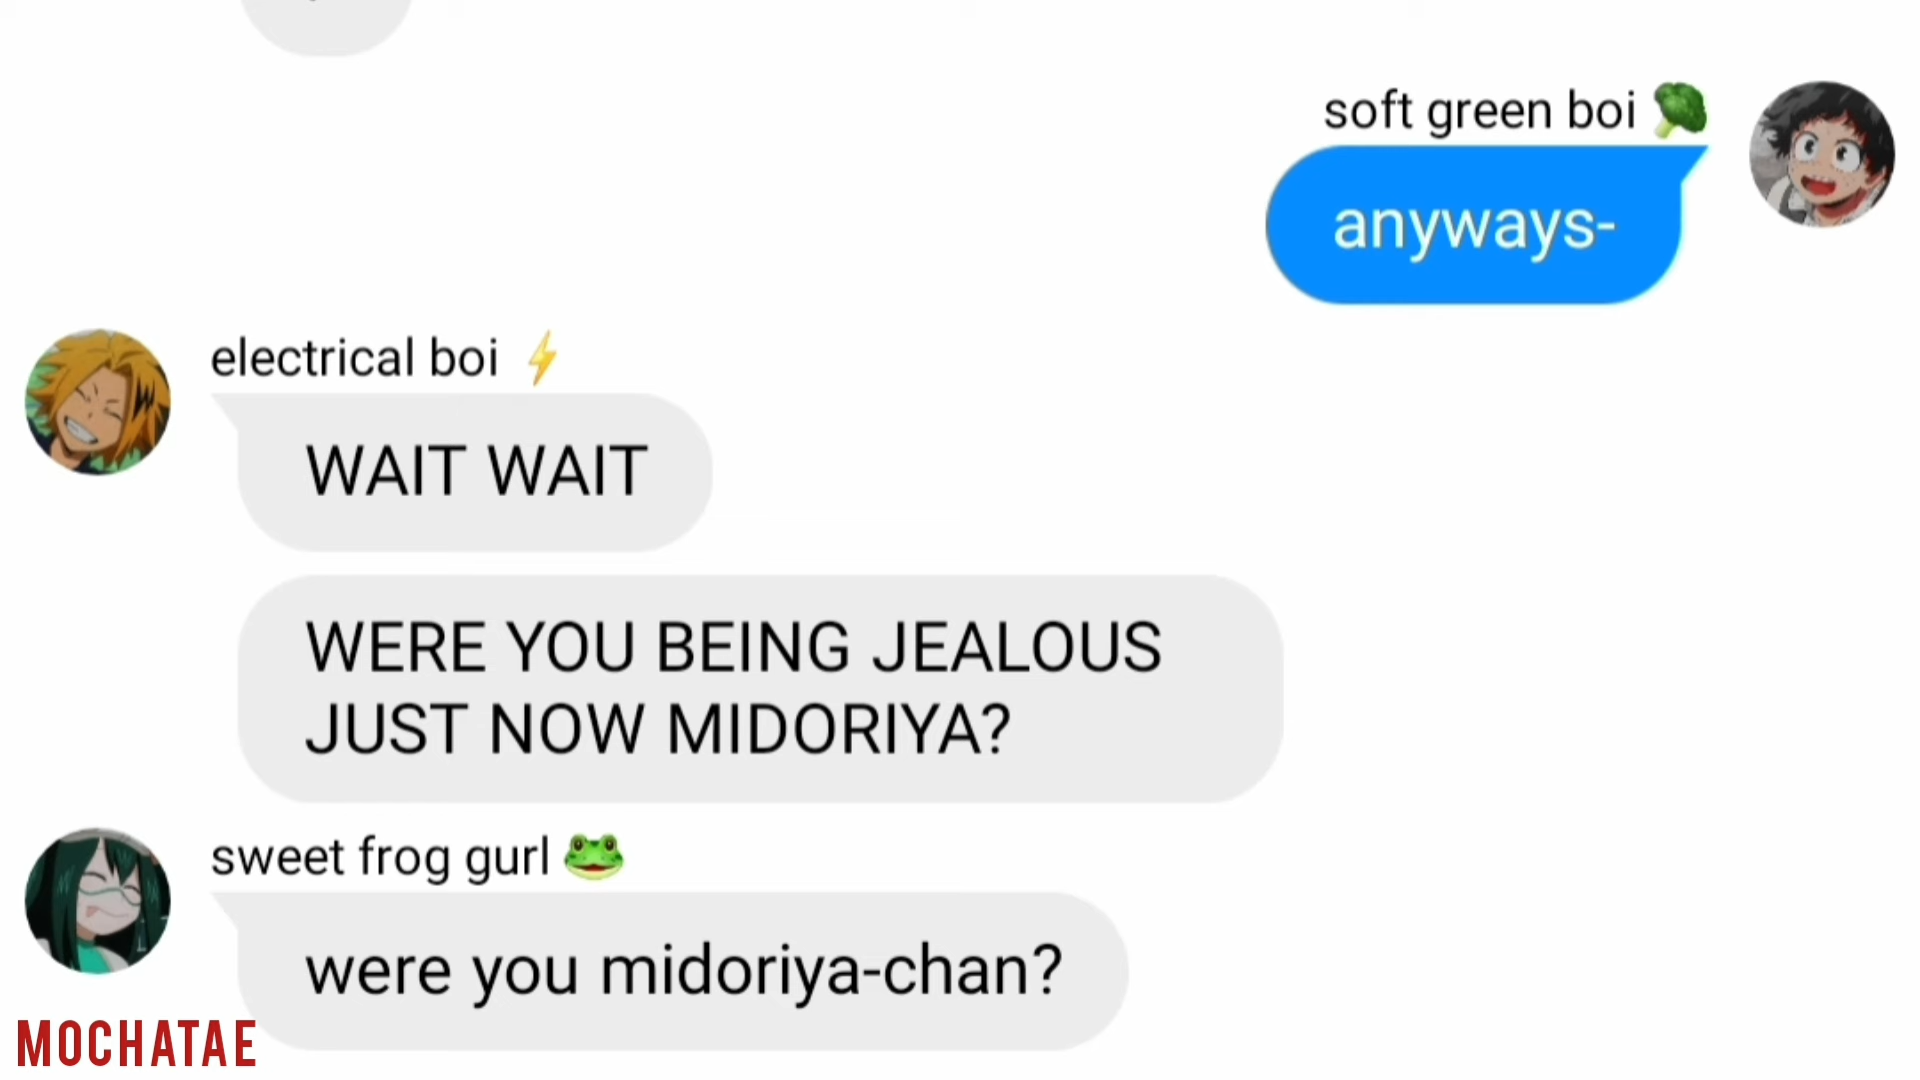 soft green boi 🥦
anyways-
electrical boi ⚡
WAIT WAIT
WERE YOU BEING JEALOUS
JUST NOW MIDORIYA?
sweet frog gurl 🐸
were you midoriya-chan?
MOCHATAE